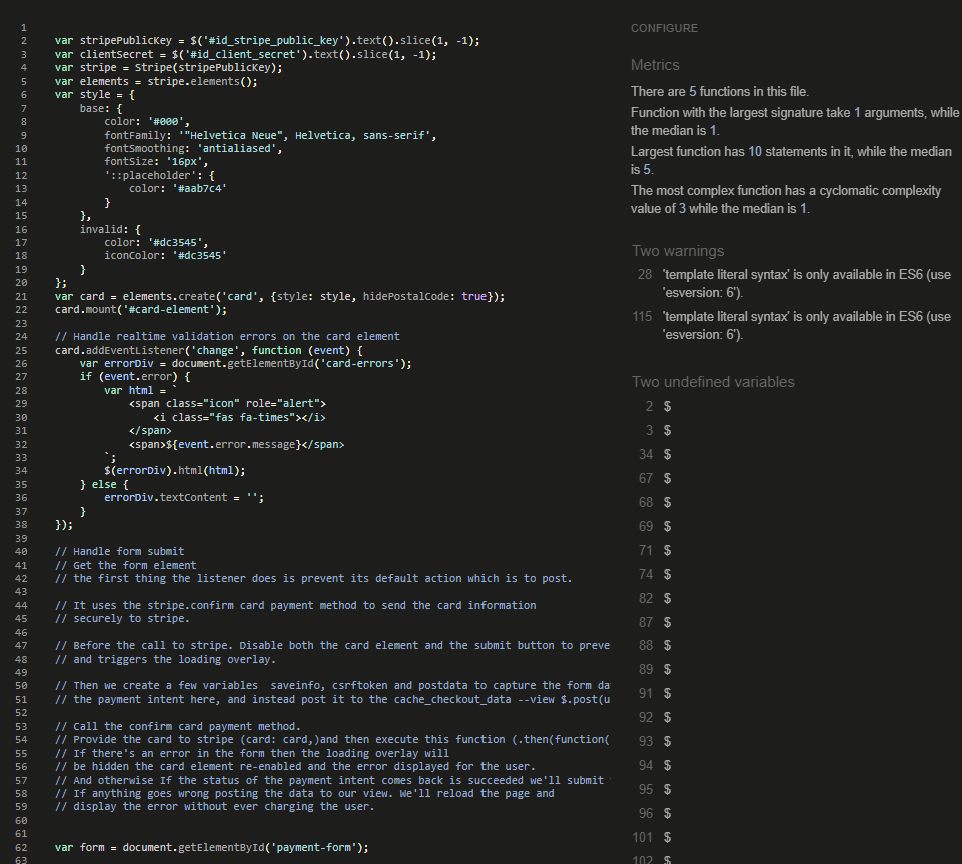 1
2 var stripePublicKey = $('#id_stripe_public_key').text().slice(1, -1);
3 var clientSecret = $('#id_client_secret').text().slice(1, -1);
4 var stripe = Stripe(stripePublicKey);
5 var elements = stripe.elements();
6 var style = {
7     base: {
8         color: '#000',
9         fontFamily: '"Helvetica Neue", Helvetica, sans-serif',
10         fontSmoothing: 'antialiased',
11         fontSize: '16px',
12         '::placeholder': {
13             color: '#aab7c4'
14         }
15     },
16     invalid: {
17         color: '#dc3545',
18         iconColor: '#dc3545'
19     }
20 };
21 var card = elements.create('card', {style: style, hidePostalCode: true});
22 card.mount('#card-element');
23
24 // Handle realtime validation errors on the card element
25 card.addEventListener('change', function (event) {
26     var errorDiv = document.getElementById('card-errors');
27     if (event.error) {
28         var html = `
29             <span class="icon" role="alert">
30                 <i class="fas fa-times"></i>
31             </span>
32             <span>${event.error.message}</span>
33         `;
34         $(errorDiv).html(html);
35     } else {
36         errorDiv.textContent = '';
37     }
38 });
39
40 // Handle form submit
41 // Get the form element
42 // the first thing the listener does is prevent its default action which is to post.
43
44 // It uses the stripe.confirm card payment method to send the card information
45 // securely to stripe.
46
47 // Before the call to stripe. Disable both the card element and the submit button to preve
48 // and triggers the loading overlay.
49
50 // Then we create a few variables  saveinfo, csrftoken and postdata to capture the form da
51 // the payment intent here, and instead post it to the cache_checkout_data --view $.post(u
52
53 // Call the confirm card payment method.
54 // Provide the card to stripe (card: card,)and then execute this function (.then(function(
55 // If there's an error in the form then the loading overlay will
56 // be hidden the card element re-enabled and the error displayed for the user.
57 // And otherwise If the status of the payment intent comes back is succeeded we'll submit
58 // If anything goes wrong posting the data to our view. We'll reload the page and
59 // display the error without ever charging the user.
60
61
62 var form = document.getElementById('payment-form');
63
CONFIGURE
Metrics
There are 5 functions in this file.
Function with the largest signature take 1 arguments, while
the median is 1.
Largest function has 10 statements in it, while the median
is 5.
The most complex function has a cyclomatic complexity
value of 3 while the median is 1.
Two warnings
28 'template literal syntax' is only available in ES6 (use
'esversion: 6').
115 'template literal syntax' is only available in ES6 (use
'esversion: 6').
Two undefined variables
2 $
3 $
34 $
67 $
68 $
69 $
71 $
74 $
82 $
87 $
88 $
89 $
91 $
92 $
93 $
94 $
95 $
96 $
101 $
102 $